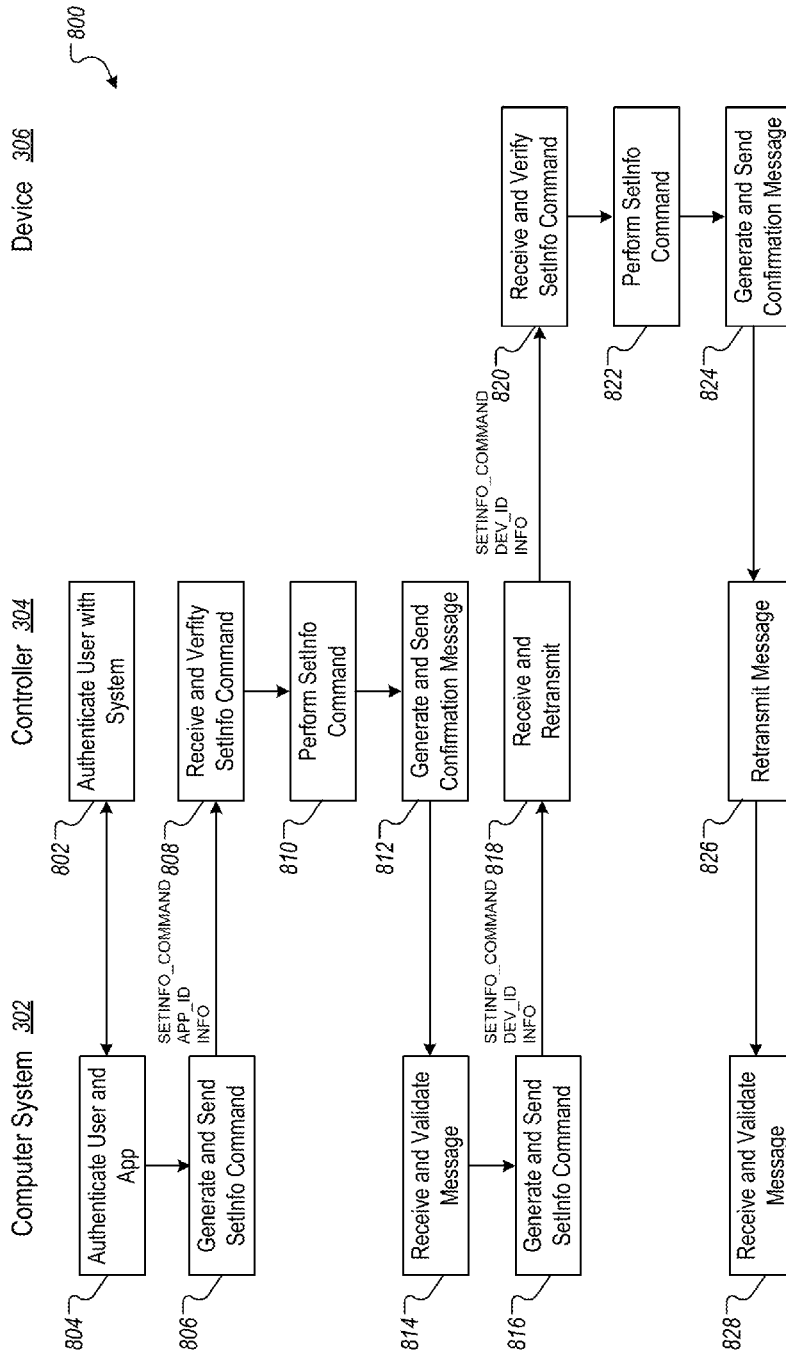 800
Computer System 302
Controller 304
Device 306
804
Authenticate User and
App
802
Authenticate User with
System
806
Generate and Send
SetInfo Command
SETINFO_COMMAND
APP_ID
INFO
808
Receive and Verfity
SetInfo Command
810
Perform SetInfo
Command
812
Generate and Send
Confirmation Message
814
Receive and Validate
Message
816
Generate and Send
SetInfo Command
SETINFO_COMMAND
DEV_ID
INFO
818
Receive and
Retransmit
SETINFO_COMMAND
DEV_ID
INFO
820
Receive and Verify
SetInfo Command
822
Perform SetInfo
Command
824
Generate and Send
Confirmation Message
826
Retransmit Message
828
Receive and Validate
Message